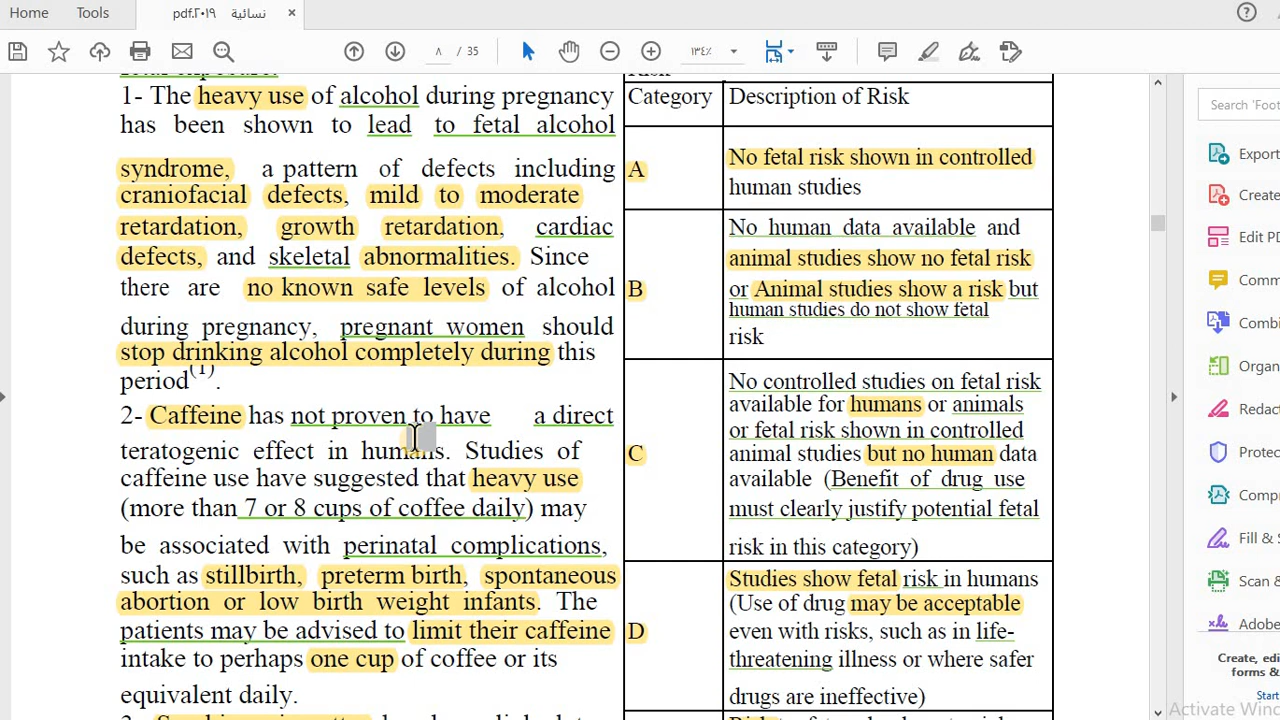 Home
Tools
نسائية ٢٠١٩.pdf
×
٨ / 35
١٣٤٪
fetal exposure.
1- The heavy use of alcohol during pregnancy
has been shown to lead to fetal alcohol
syndrome, a pattern of defects including
craniofacial defects, mild to moderate
retardation, growth retardation, cardiac
defects, and skeletal abnormalities. Since
there are no known safe levels of alcohol
during pregnancy, pregnant women should
stop drinking alcohol completely during this
period(1).
2- Caffeine has not proven to have a direct
teratogenic effect in humans. Studies of
caffeine use have suggested that heavy use
(more than 7 or 8 cups of coffee daily) may
be associated with perinatal complications,
such as stillbirth, preterm birth, spontaneous
abortion or low birth weight infants. The
patients may be advised to limit their caffeine
intake to perhaps one cup of coffee or its
equivalent daily.
Risk
Category
Description of Risk
A
No fetal risk shown in controlled
human studies
B
No human data available and
animal studies show no fetal risk
or Animal studies show a risk but
human studies do not show fetal
risk
C
No controlled studies on fetal risk
available for humans or animals
or fetal risk shown in controlled
animal studies but no human data
available (Benefit of drug use
must clearly justify potential fetal
risk in this category)
D
Studies show fetal risk in humans
(Use of drug may be acceptable
even with risks, such as in life-
threatening illness or where safer
drugs are ineffective)
Search 'Foot
Export
Create
Edit PD
Comm
Combi
Organ
Redact
Protec
Compr
Fill & S
Scan &
Adobe
Create, edi
forms &
Start
Activate Wind